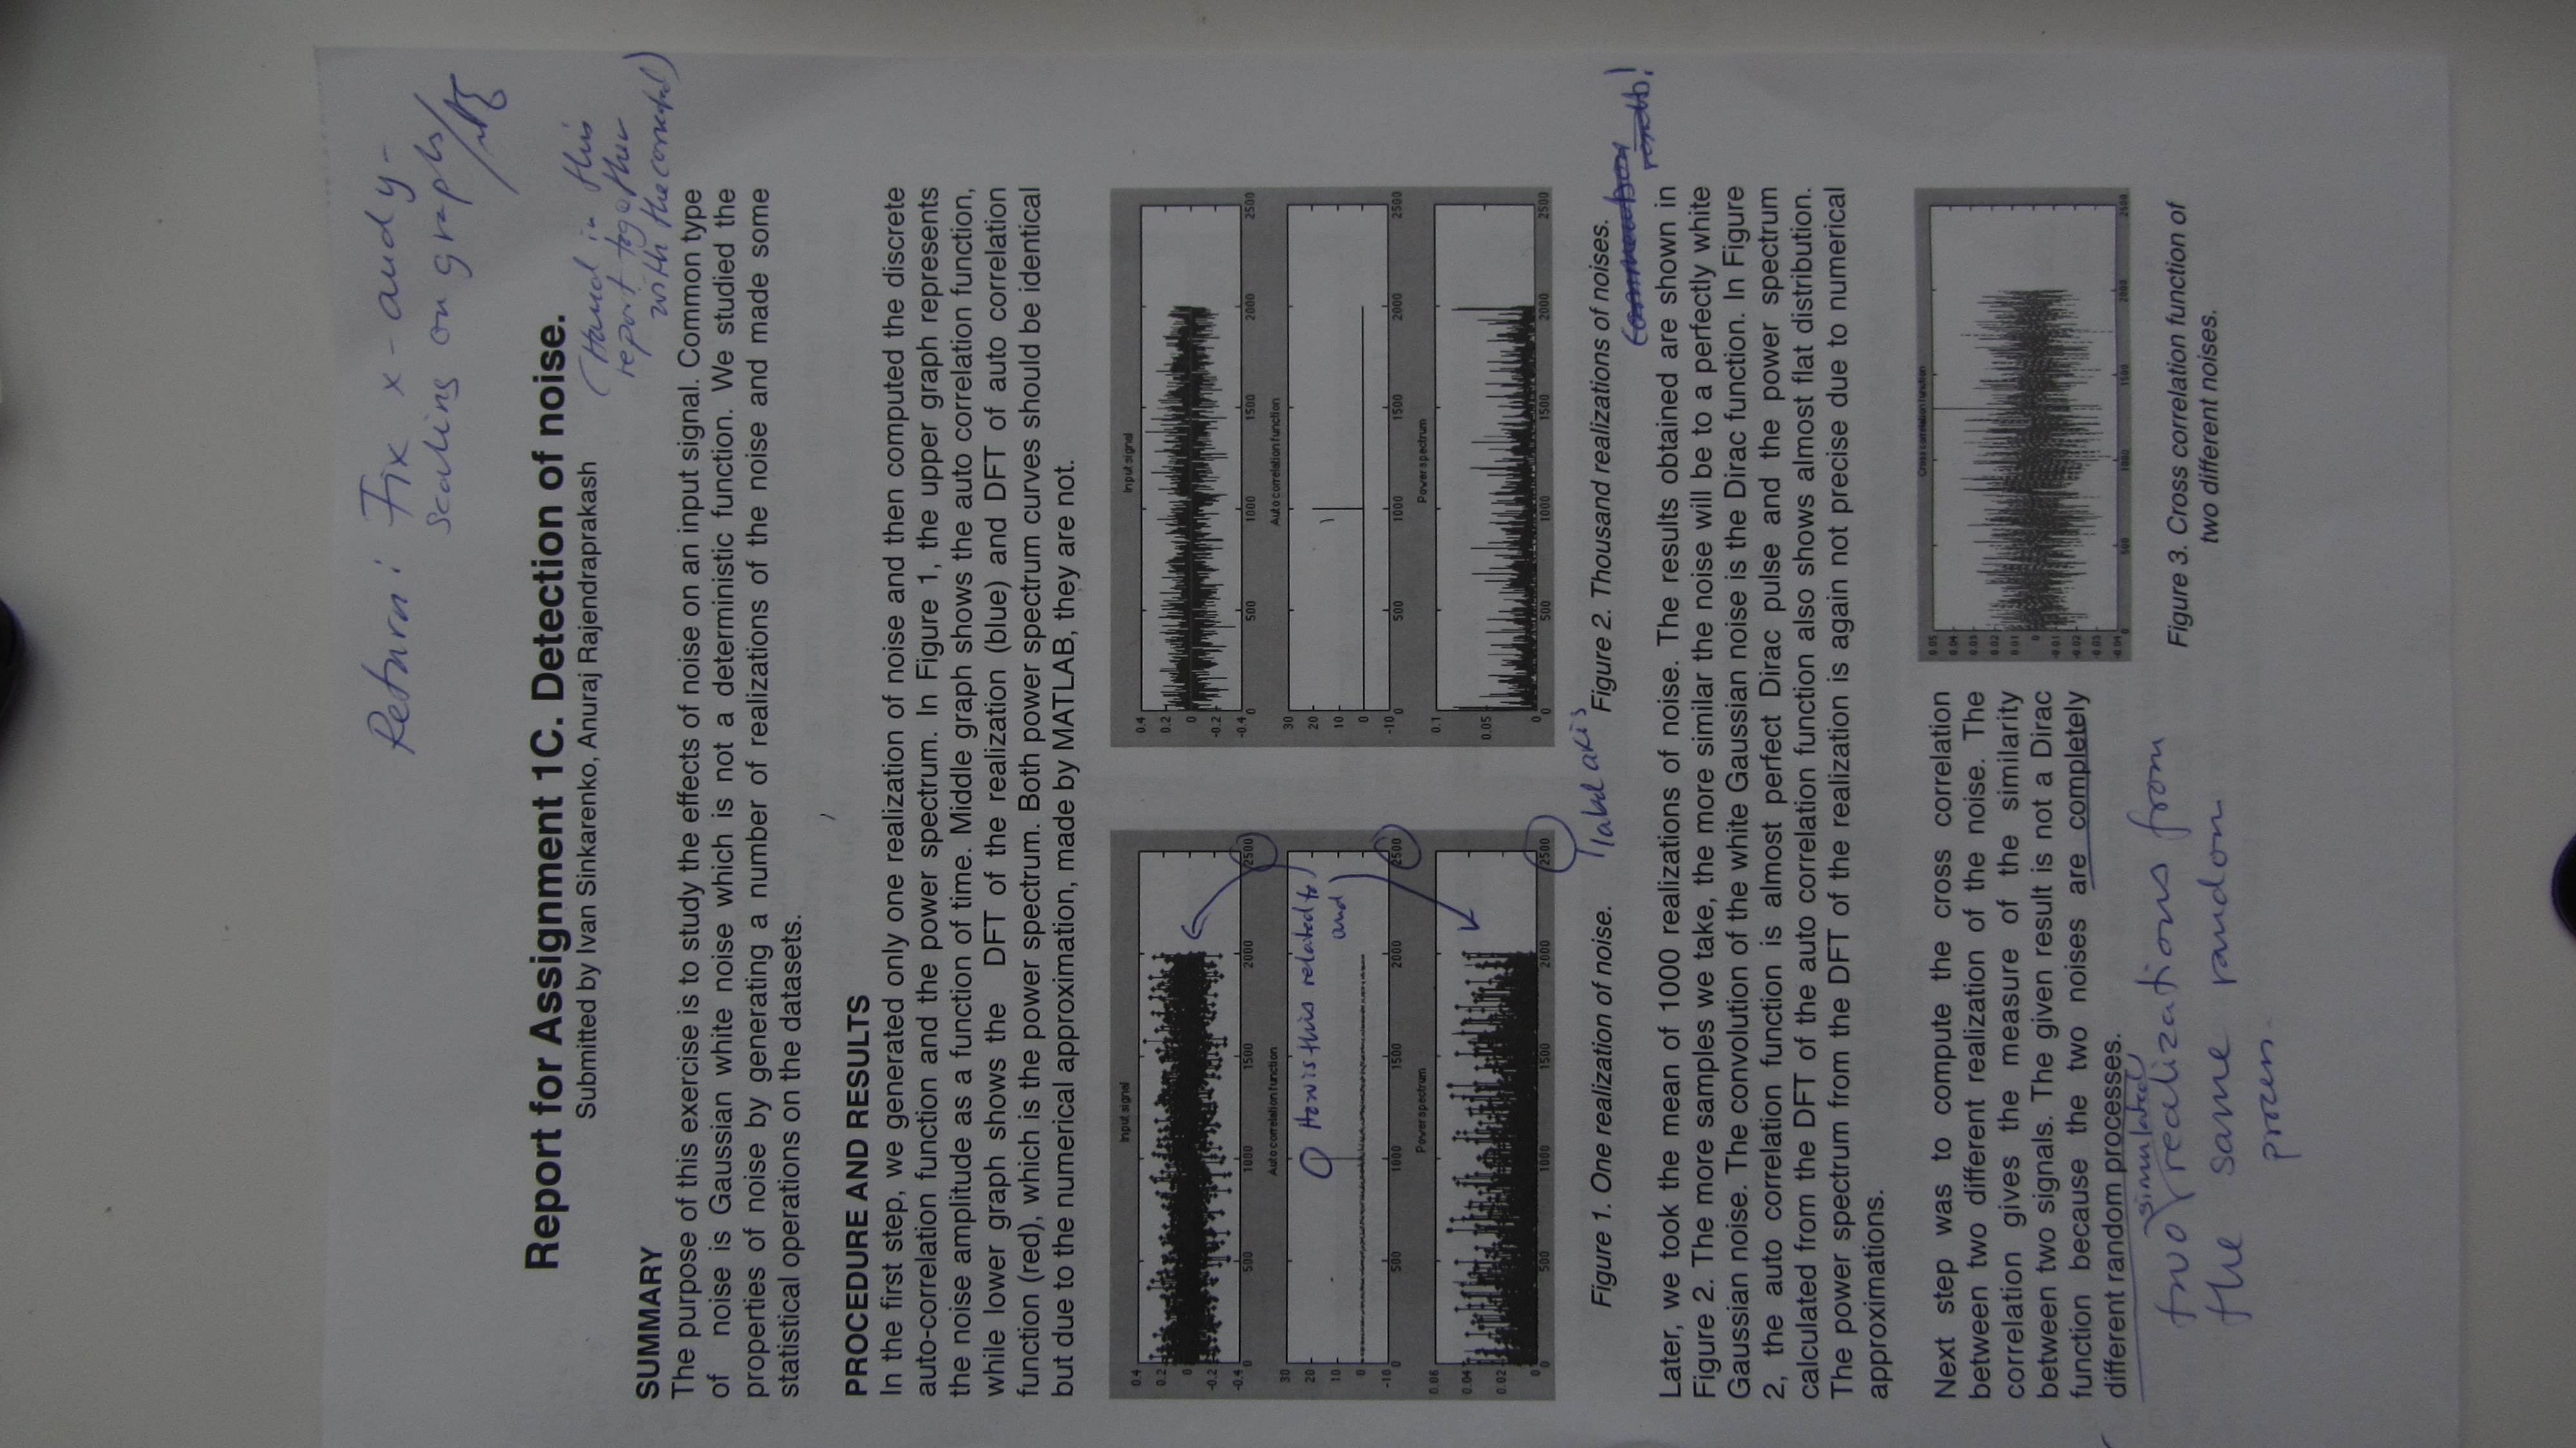 Return: Fix x- and y-
scaling on graphs
Report for Assignment 1C. Detection of noise.
Submitted by Ivan Sinkarenko, Anuraj Rajendraprakash
(Hand in this
report together
with the corrected)
SUMMARY
The purpose of this exercise is to study the effects of noise on an input signal. Common type
of noise is Gaussian white noise which is not a deterministic function. We studied the
properties of noise by generating a number of realizations of the noise and made some
statistical operations on the datasets.
PROCEDURE AND RESULTS
In the first step, we generated only one realization of noise and then computed the discrete
auto-correlation function and the power spectrum. In Figure 1, the upper graph represents
the noise amplitude as a function of time. Middle graph shows the auto correlation function,
while lower graph shows the DFT of the realization (blue) and DFT of auto correlation
function (red), which is the power spectrum. Both power spectrum curves should be identical
but due to the numerical approximation, made by MATLAB, they are not.
Input signal
0.4
0.2
0
-0.2
-0.4
0 500 1000 1500 2000 2500
Auto correlation function
30
20
10
0
-10
0 500 1000 1500 2000 2500
How is this related to
and
Power spectrum
0.06
0.04
0.02
0
0 500 1000 1500 2000 2500
label axis
Figure 1. One realization of noise.
Input signal
0.4
0.2
0
-0.2
-0.4
0 500 1000 1500 2000 2500
Auto correlation function
30
20
10
0
-10
0 500 1000 1500 2000 2500
Power spectrum
0.1
0.05
0
0 500 1000 1500 2000 2500
Figure 2. Thousand realizations of noises.
results!
Later, we took the mean of 1000 realizations of noise. The results obtained are shown in
Figure 2. The more samples we take, the more similar the noise will be to a perfectly white
Gaussian noise. The convolution of the white Gaussian noise is the Dirac function. In Figure
2, the auto correlation function is almost perfect Dirac pulse and the power spectrum
calculated from the DFT of the auto correlation function also shows almost flat distribution.
The power spectrum from the DFT of the realization is again not precise due to numerical
approximations.
Next step was to compute the cross correlation
between two different realization of the noise. The
correlation gives the measure of the similarity
between two signals. The given result is not a Dirac
function because the two noises are completely
different random processes.
simulated
two realizations from
the same random
process.
Cross correlation function
0.05
0.04
0.03
0.02
0.01
0
-0.01
-0.02
-0.03
-0.04
0 500 1000 1500 2000 2500
Figure 3. Cross correlation function of
two different noises.